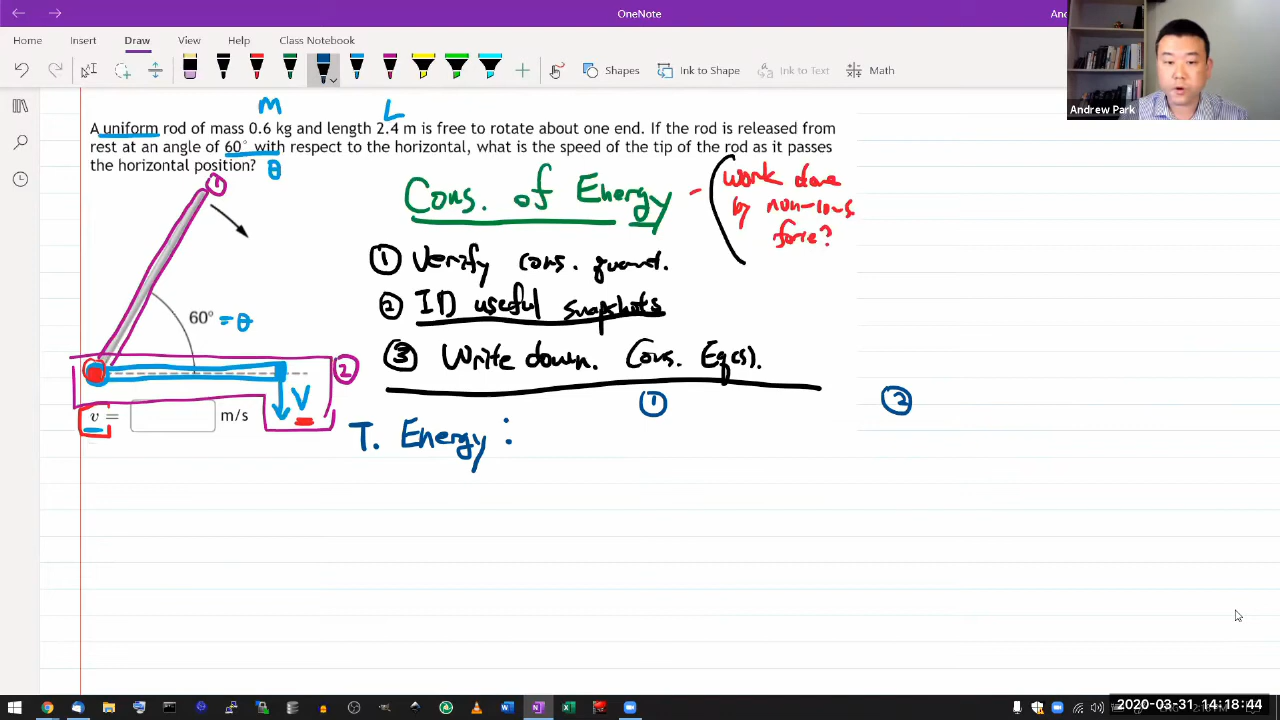 OneNote
Home Insert Draw View Help Class Notebook
Shapes Ink to Shape Ink to Text Math
Andrew Park
M L
A uniform rod of mass 0.6 kg and length 2.4 m is free to rotate about one end. If the rod is released from
rest at an angle of 60° with respect to the horizontal, what is the speed of the tip of the rod as it passes
the horizontal position? θ
①
Cons. of Energy - ( work done
by non-cons
force?
① Verify cons. guard.
② ID useful snapshots
60° = θ
③ Write down. Cons. Eq(s).
②
V
v = m/s
① ②
T. Energy :
2020-03-31 14:18:44